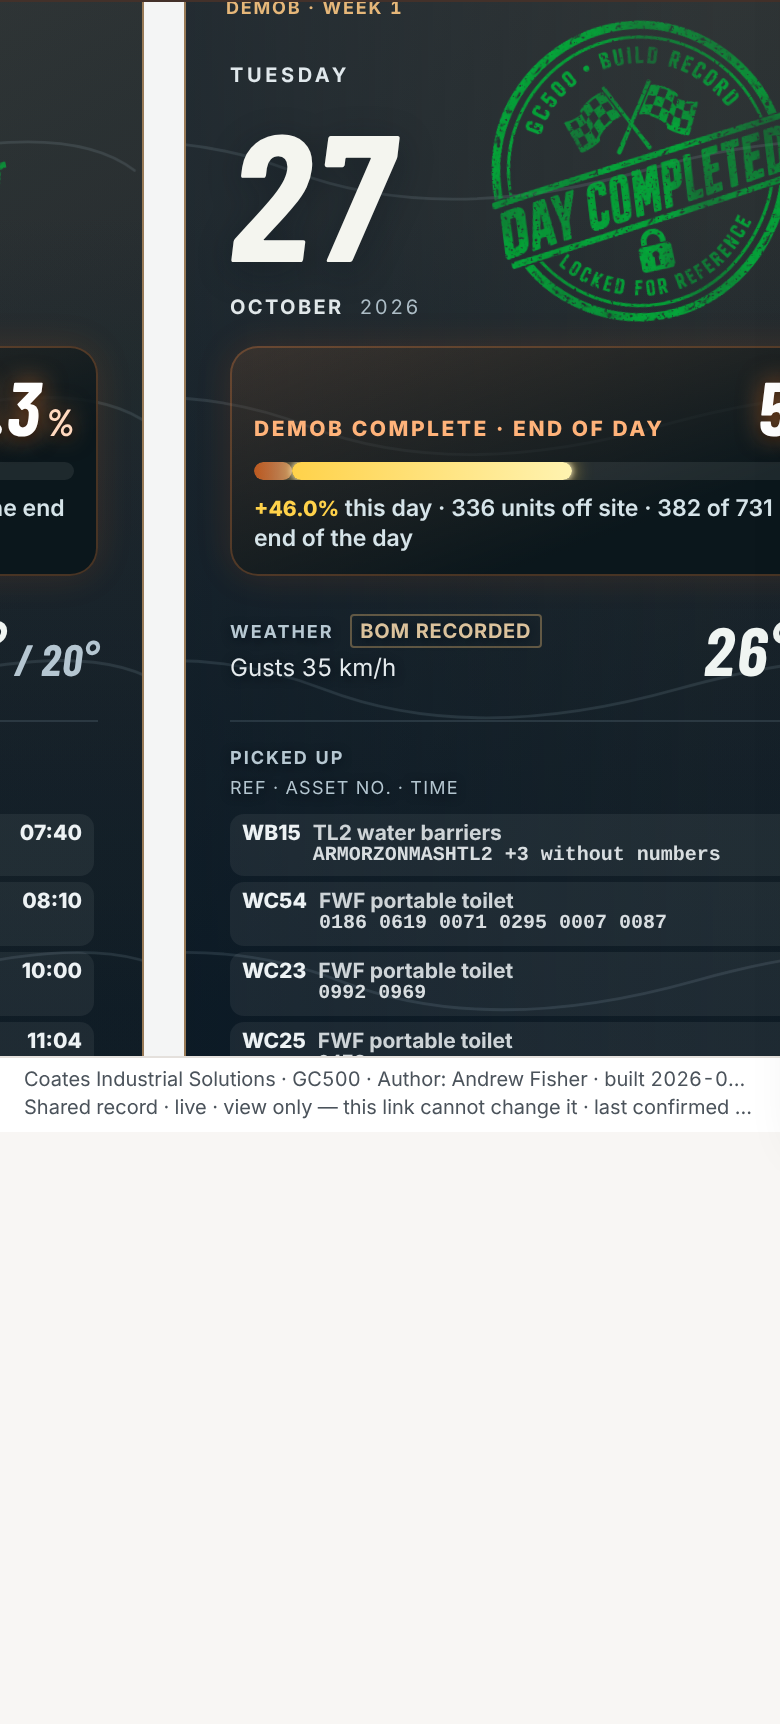 DEMOB · WEEK 1
TUESDAY
27
OCTOBER 2026
GC500 • BUILD RECORD
DAY COMPLETED
LOCKED FOR REFERENCE
.3%
e end
DEMOB COMPLETE · END OF DAY
5
+46.0% this day · 336 units off site · 382 of 731
end of the day
° / 20°
WEATHER BOM RECORDED
Gusts 35 km/h
26°
PICKED UP
REF · ASSET NO. · TIME
07:40
08:10
10:00
11:04
WB15 TL2 water barriers
ARMORZONMASHTL2 +3 without numbers
WC54 FWF portable toilet
0186 0619 0071 0295 0007 0087
WC23 FWF portable toilet
0992 0969
WC25 FWF portable toilet
Coates Industrial Solutions · GC500 · Author: Andrew Fisher · built 2026-0…
Shared record · live · view only — this link cannot change it · last confirmed …